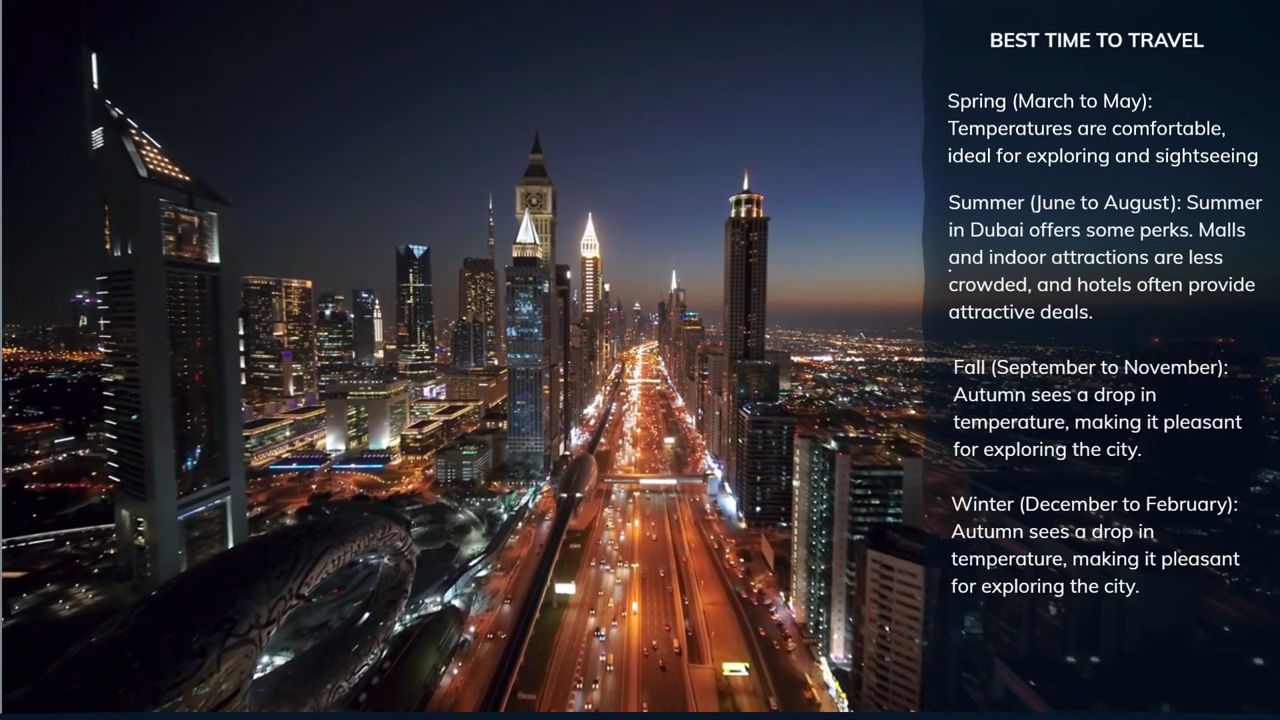 BEST TIME TO TRAVEL
Spring (March to May):
Temperatures are comfortable,
ideal for exploring and sightseeing
Summer (June to August): Summer
in Dubai offers some perks. Malls
and indoor attractions are less
crowded, and hotels often provide
attractive deals.
Fall (September to November):
Autumn sees a drop in
temperature, making it pleasant
for exploring the city.
Winter (December to February):
Autumn sees a drop in
temperature, making it pleasant
for exploring the city.